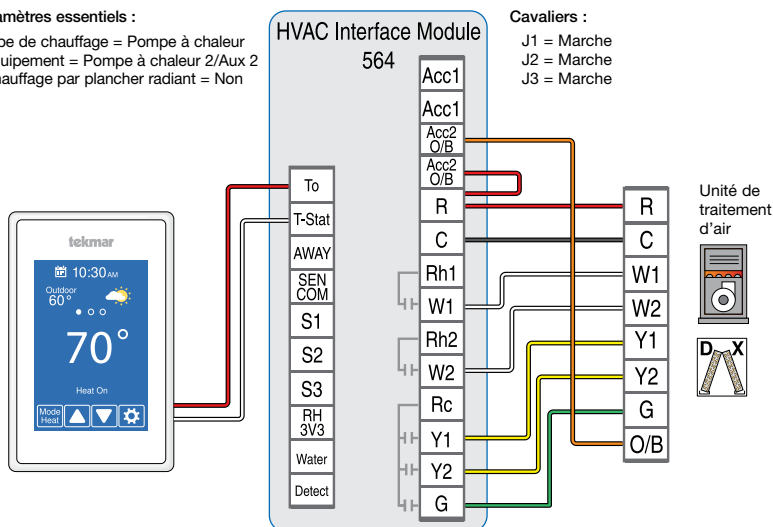 amètres essentiels :
pe de chauffage = Pompe à chaleur
quipement = Pompe à chaleur 2/Aux 2
hauffage par plancher radiant = Non
HVAC Interface Module
564
Cavaliers :
J1 = Marche
J2 = Marche
J3 = Marche
Acc1
Acc1
Acc2
O/B
Acc2
O/B
R
C
Rh1
W1
Rh2
W2
Rc
Y1
Y2
G
To
T-Stat
AWAY
SEN
COM
S1
S2
S3
RH
3V3
Water
Detect
R
C
W1
W2
Y1
Y2
G
O/B
Unité de
traitement
d'air
D X
tekmar
10:30 AM
Outdoor
60°
70°
Heat On
Mode
Heat